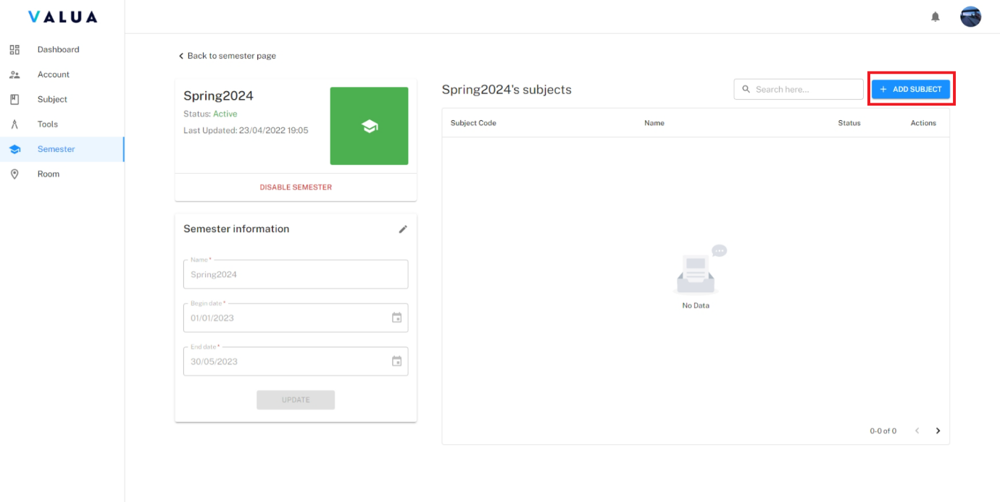 VALUA
Dashboard
Account
Subject
Tools
Semester
Room
Back to semester page
Spring2024
Status: Active
Last Updated: 23/04/2022 19:05
DISABLE SEMESTER
Semester information
Name *
Spring2024
Begin date *
01/01/2023
End date *
30/05/2023
UPDATE
Spring2024's subjects
Search here...
+ ADD SUBJECT
Subject Code Name Status Actions
No Data
0-0 of 0